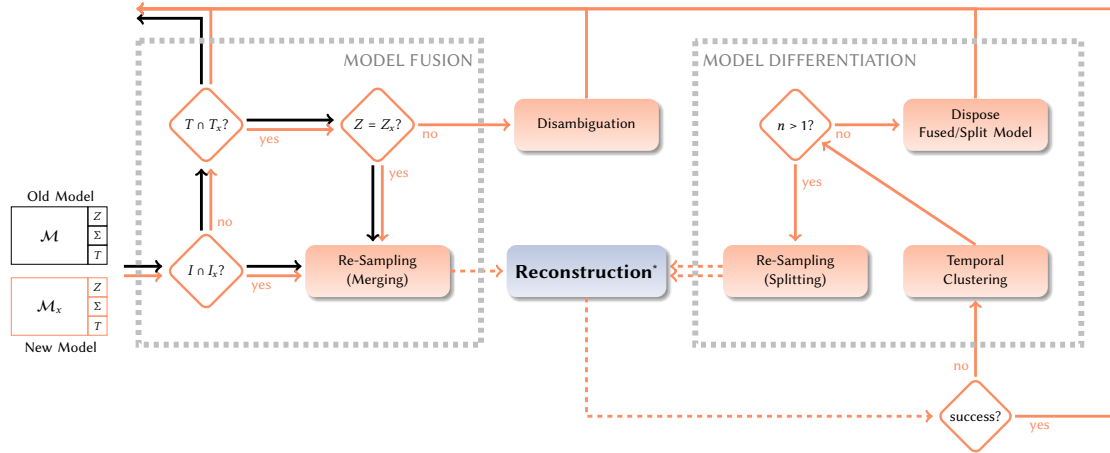 MODEL FUSION
MODEL DIFFERENTIATION
T ∩ Tₓ?
yes
Z = Zₓ?
no
Disambiguation
n > 1?
no
Dispose
Fused/Split Model
yes
yes
Old Model
ℳ
Z
Σ
T
no
I ∩ Iₓ?
yes
Re-Sampling
(Merging)
Reconstruction*
Re-Sampling
(Splitting)
Temporal
Clustering
ℳₓ
Z
Σ
T
New Model
no
success?
yes